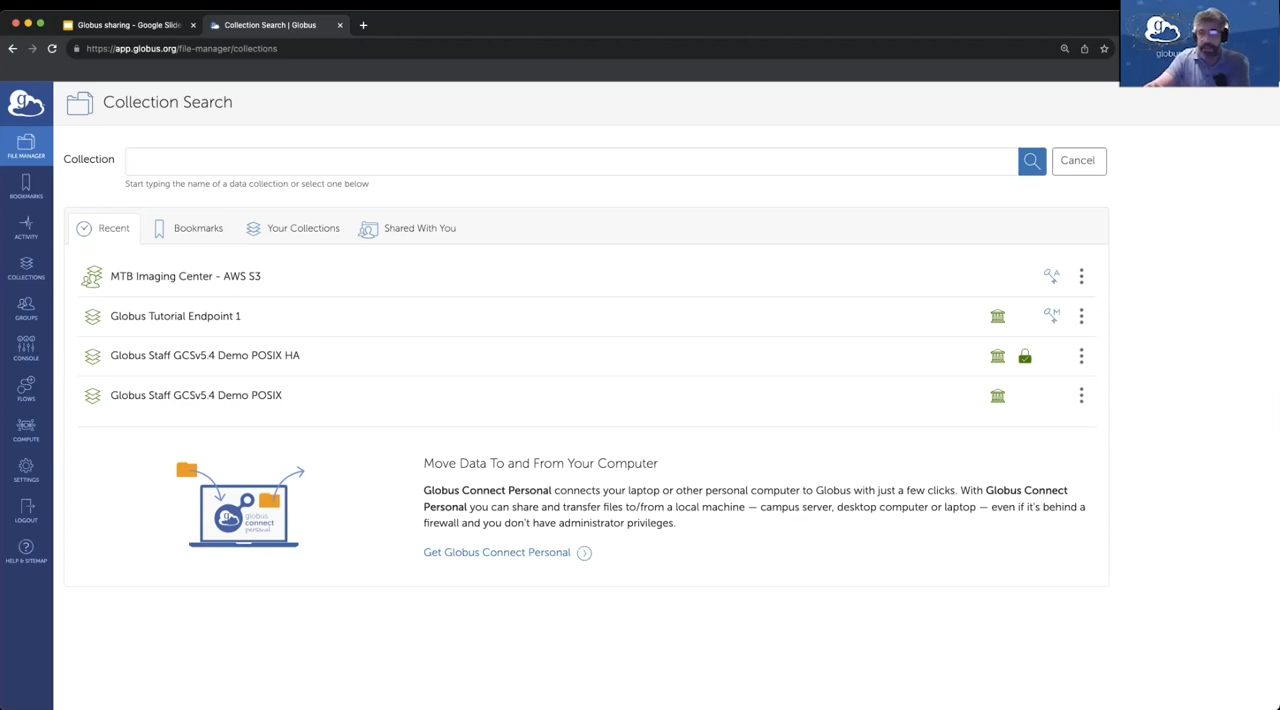 Globus sharing - Google Slide
Collection Search | Globus
https://app.globus.org/file-manager/collections
globus
Collection Search
FILE MANAGER
BOOKMARKS
ACTIVITY
COLLECTIONS
GROUPS
CONSOLE
FLOWS
COMPUTE
SETTINGS
LOGOUT
HELP & SITEMAP
Collection
Cancel
Start typing the name of a data collection or select one below
Recent Bookmarks Your Collections Shared With You
MTB Imaging Center - AWS S3
A
Globus Tutorial Endpoint 1
M
Globus Staff GCSv5.4 Demo POSIX HA
Globus Staff GCSv5.4 Demo POSIX
globus
connect
personal
Move Data To and From Your Computer
Globus Connect Personal connects your laptop or other personal computer to Globus with just a few clicks. With Globus Connect
Personal you can share and transfer files to/from a local machine — campus server, desktop computer or laptop — even if it's behind a
firewall and you don't have administrator privileges.
Get Globus Connect Personal